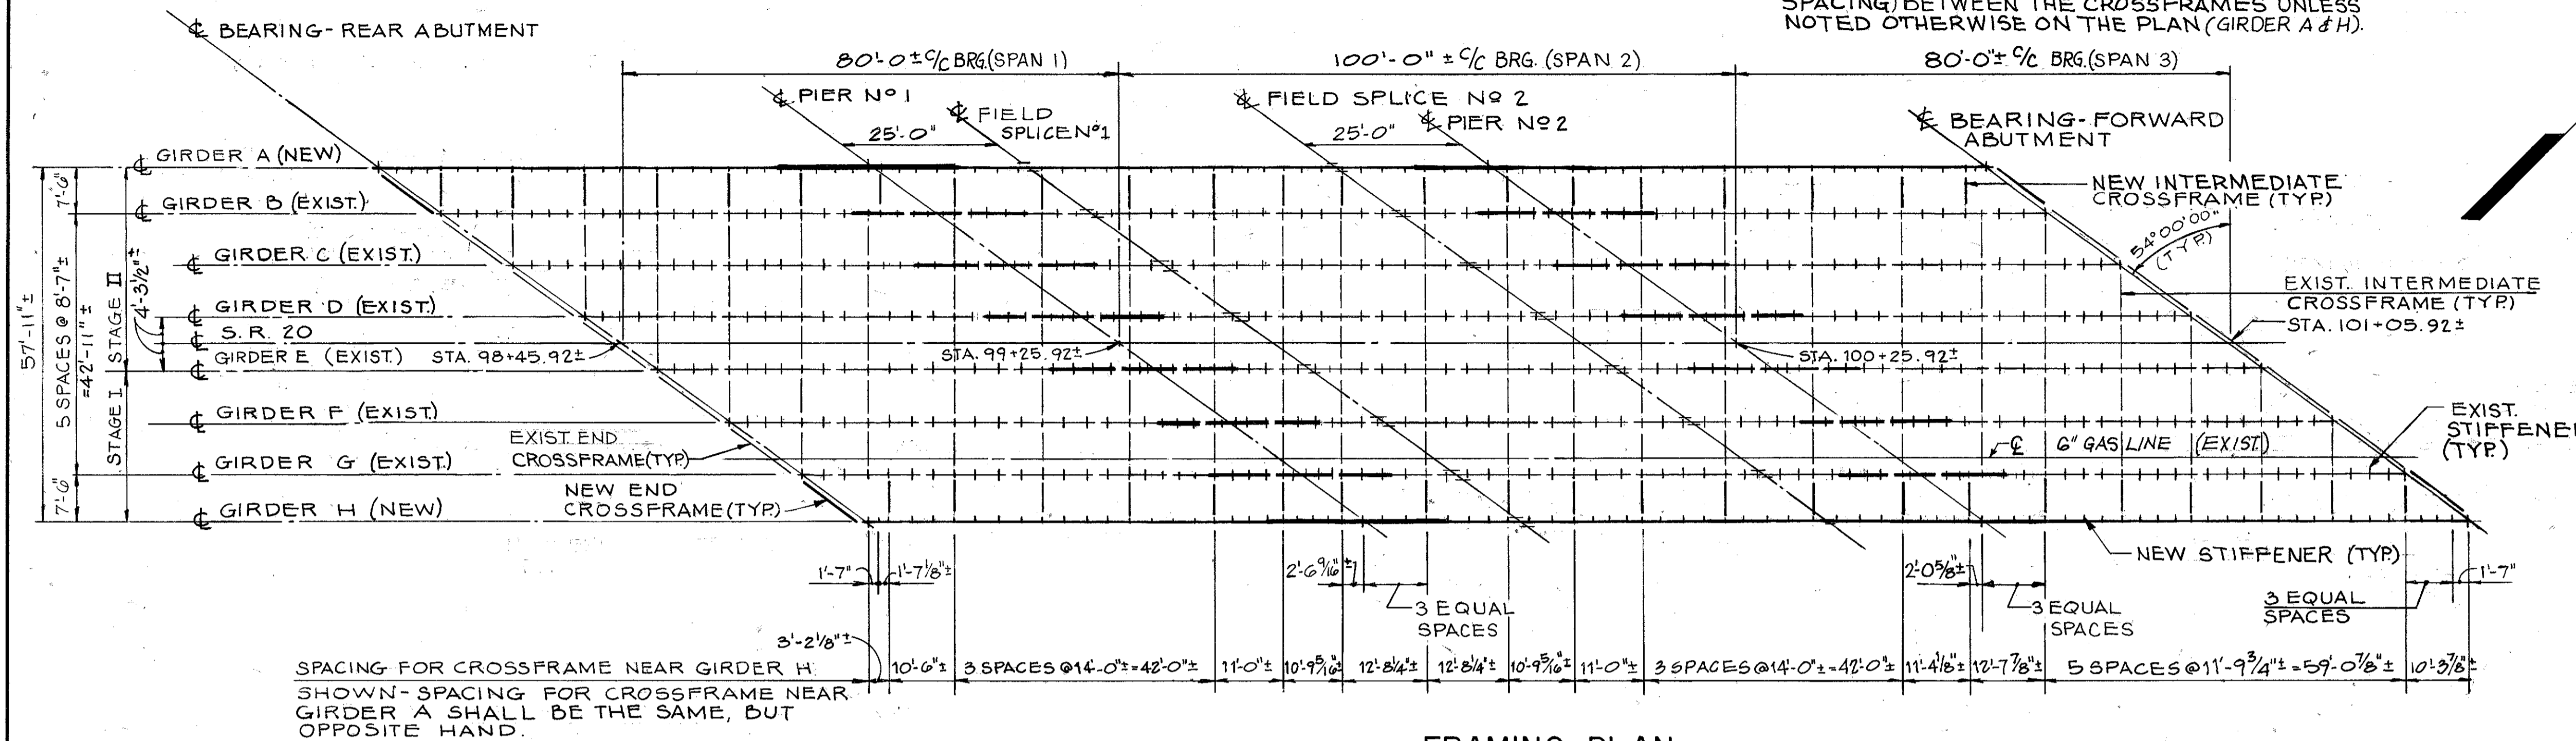 SPACING) BETWEEN THE CROSSFRAMES UNLESS
NOTED OTHERWISE ON THE PLAN (GIRDER A & H).
℄ BEARING-REAR ABUTMENT
80'-0± C/C BRG.(SPAN 1)
100'-0" ± C/C BRG. (SPAN 2)
80'-0"± C/C BRG.(SPAN 3)
℄ PIER Nº 1
℄ FIELD
SPLICE Nº1
25'-0"
℄ FIELD SPLICE Nº 2
25'-0"
℄ PIER Nº 2
℄ BEARING-FORWARD
ABUTMENT
℄ GIRDER A (NEW)
℄ GIRDER B (EXIST.)
℄ GIRDER C (EXIST.)
℄ GIRDER D (EXIST.)
℄ S.R. 20
℄ GIRDER E (EXIST.)
℄ GIRDER F (EXIST.)
℄ GIRDER G (EXIST.)
℄ GIRDER H (NEW)
57'-11"±
7'-6"
5 SPACES @ 8'-7"±
=42'-11"±
7'-6"
STAGE I
STAGE II
4'-3½"±
STA. 98+45.92±
STA. 99+25.92±
STA. 100+25.92±
STA. 101+05.92±
NEW INTERMEDIATE
CROSSFRAME (TYP.)
54°00'00"
(TYP.)
EXIST. INTERMEDIATE
CROSSFRAME (TYP.)
EXIST.
STIFFENER
(TYP.)
℄ 6" GAS LINE (EXIST.)
EXIST. END
CROSSFRAME(TYP.)
NEW END
CROSSFRAME (TYP.)
NEW STIFFENER (TYP.)
1'-7"
1'-7⅛"±
2'-6 9/16"±
3 EQUAL
SPACES
2'-0⅝"±
3 EQUAL
SPACES
3 EQUAL
SPACES
1'-7"
3'-2⅛"±
SPACING FOR CROSSFRAME NEAR GIRDER H
10'-6"±
3 SPACES @14'-0"±=42'-0"±
11'-0"±
10'-9 5/16"±
12'-8¼"±
12'-8¼"±
10'-9 5/16"±
11'-0"±
3 SPACES @14'-0"±=42'-0"±
11'-4⅛"±
12'-7⅞"±
5 SPACES @11'-9¾"±=59'-0⅞"±
10'-3⅞"±
SHOWN-SPACING FOR CROSSFRAME NEAR
GIRDER A SHALL BE THE SAME, BUT
OPPOSITE HAND.
FRAMING PLAN